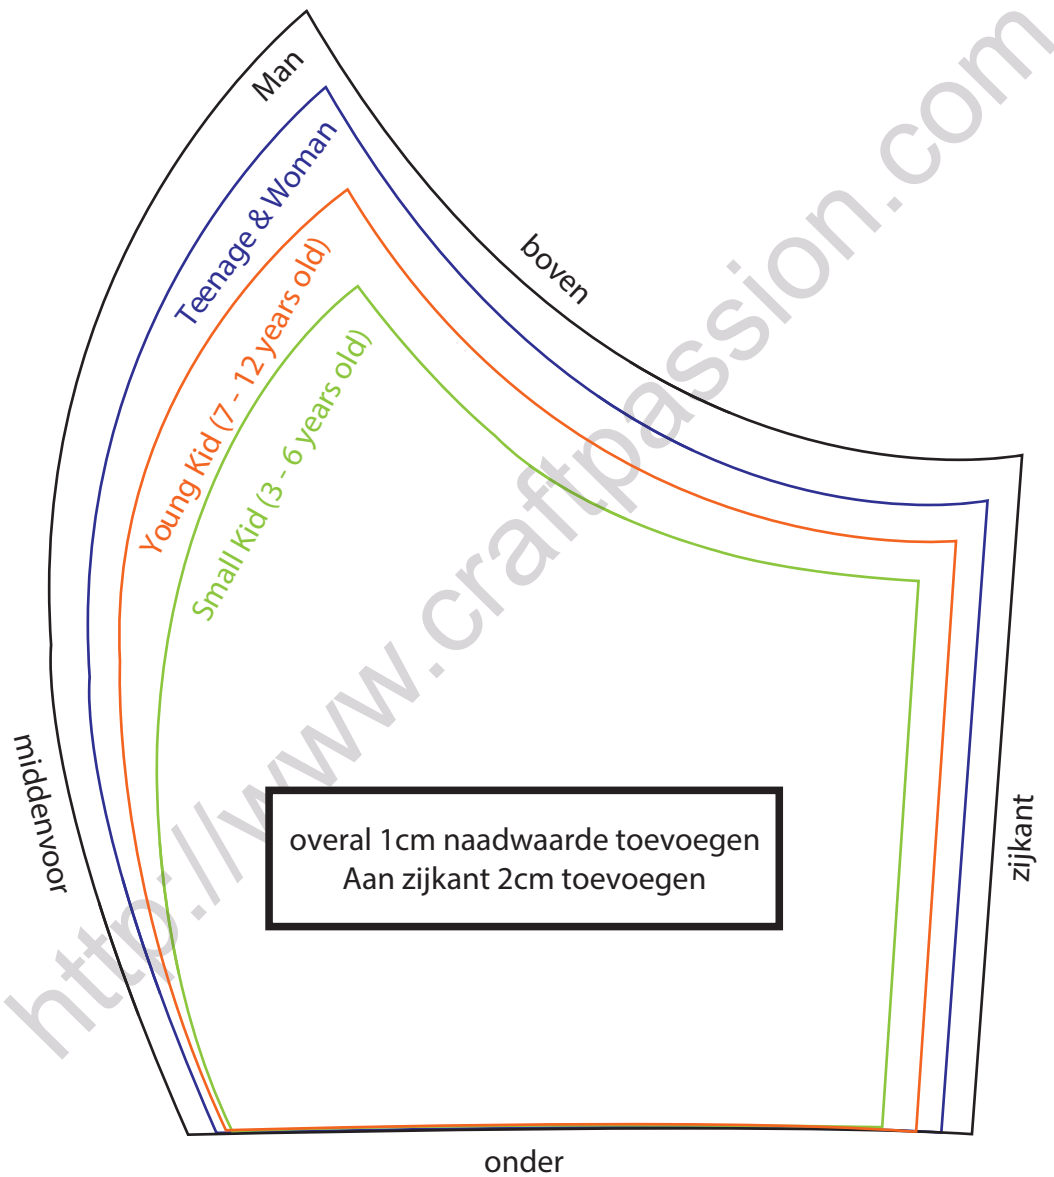 Man
Teenage & Woman
Young Kid (7 - 12 years old)
Small Kid (3 - 6 years old)
boven
http://www.craftpassion.com
middenvoor
overal 1cm naadwaarde toevoegen
Aan zijkant 2cm toevoegen
zijkant
onder